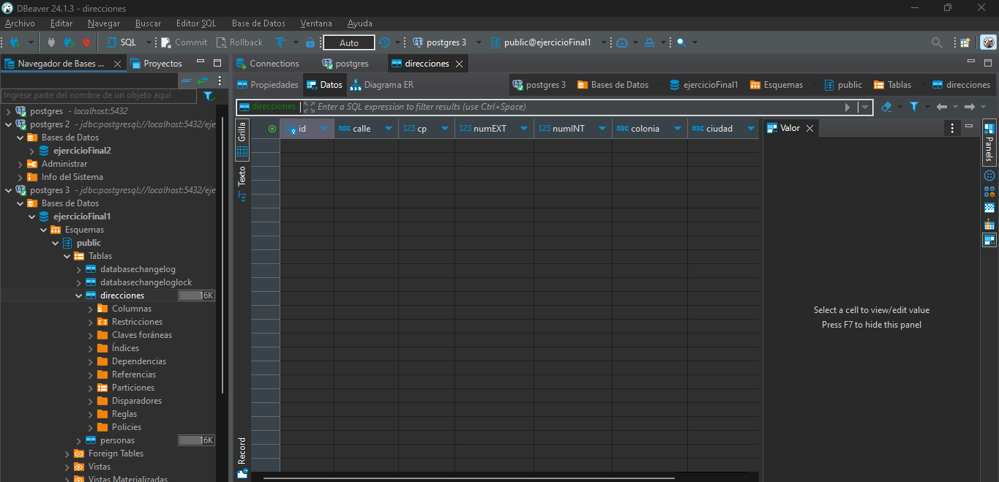 DBeaver 24.1.3 - direcciones
Archivo Editar Navegar Buscar Editor SQL Base de Datos Ventana Ayuda
SQL Commit Rollback Auto postgres 3 public@ejercicioFinal1
Navegador de Bases ... Proyectos
Ingrese parte del nombre de un objeto aquí
postgres - localhost:5432
postgres 2 - jdbc:postgresql://localhost:5432/eje
Bases de Datos
ejercicioFinal2
Administrar
Info del Sistema
postgres 3 - jdbc:postgresql://localhost:5432/eje
Bases de Datos
ejercicioFinal1
Esquemas
public
Tablas
databasechangelog
databasechangeloglock
direcciones 16K
Columnas
Restricciones
Claves foráneas
Índices
Dependencias
Referencias
Particiones
Disparadores
Reglas
Policies
personas 16K
Foreign Tables
Vistas
Vistas Materializadas
Connections postgres direcciones
Propiedades Datos Diagrama ER postgres 3 Bases de Datos ejercicioFinal1 Esquemas public Tablas direcciones
direcciones Enter a SQL expression to filter results (use Ctrl+Space)
Grilla
Texto
Record
123 id ABC calle 123 cp 123 numEXT 123 numINT ABC colonia ABC ciudad
Valor
Select a cell to view/edit value
Press F7 to hide this panel
Panels